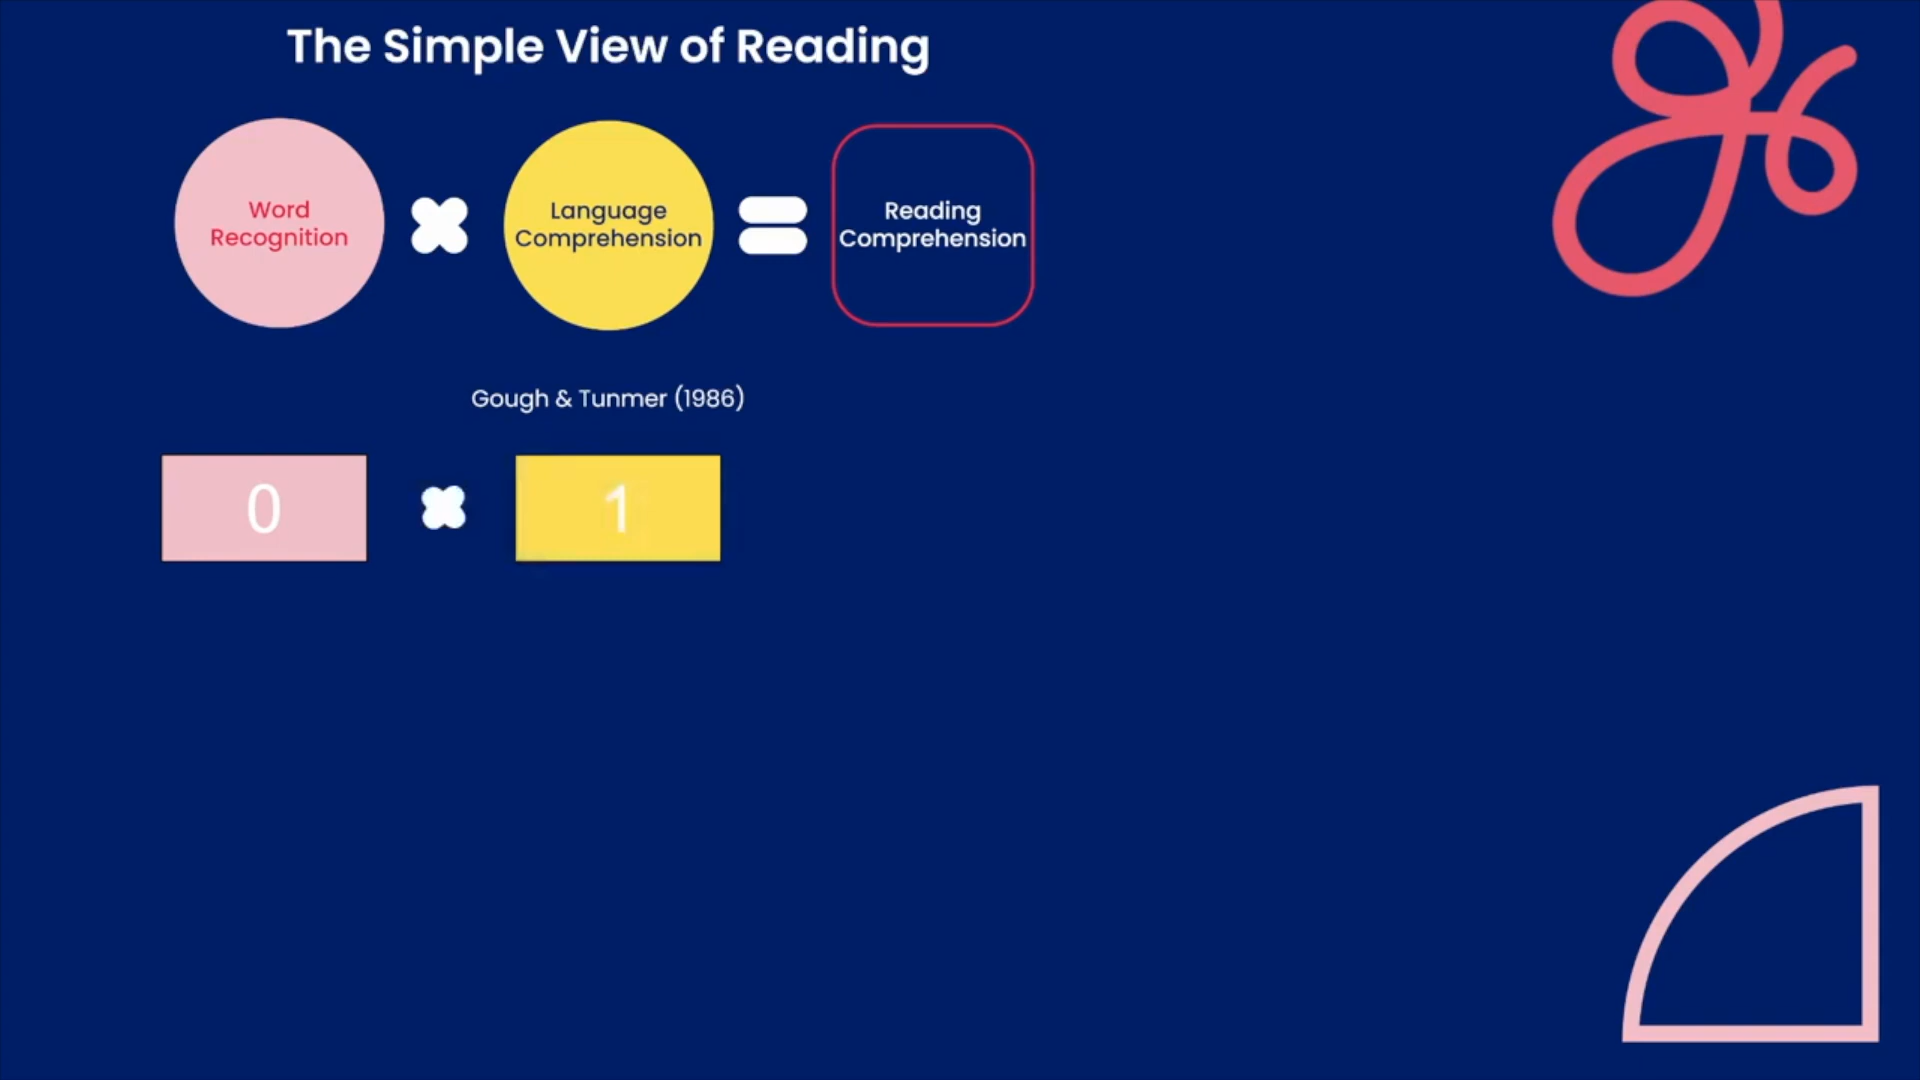 The Simple View of Reading
Word
Recognition
Language
Comprehension
Reading
Comprehension
Gough & Tunmer (1986)
0
1